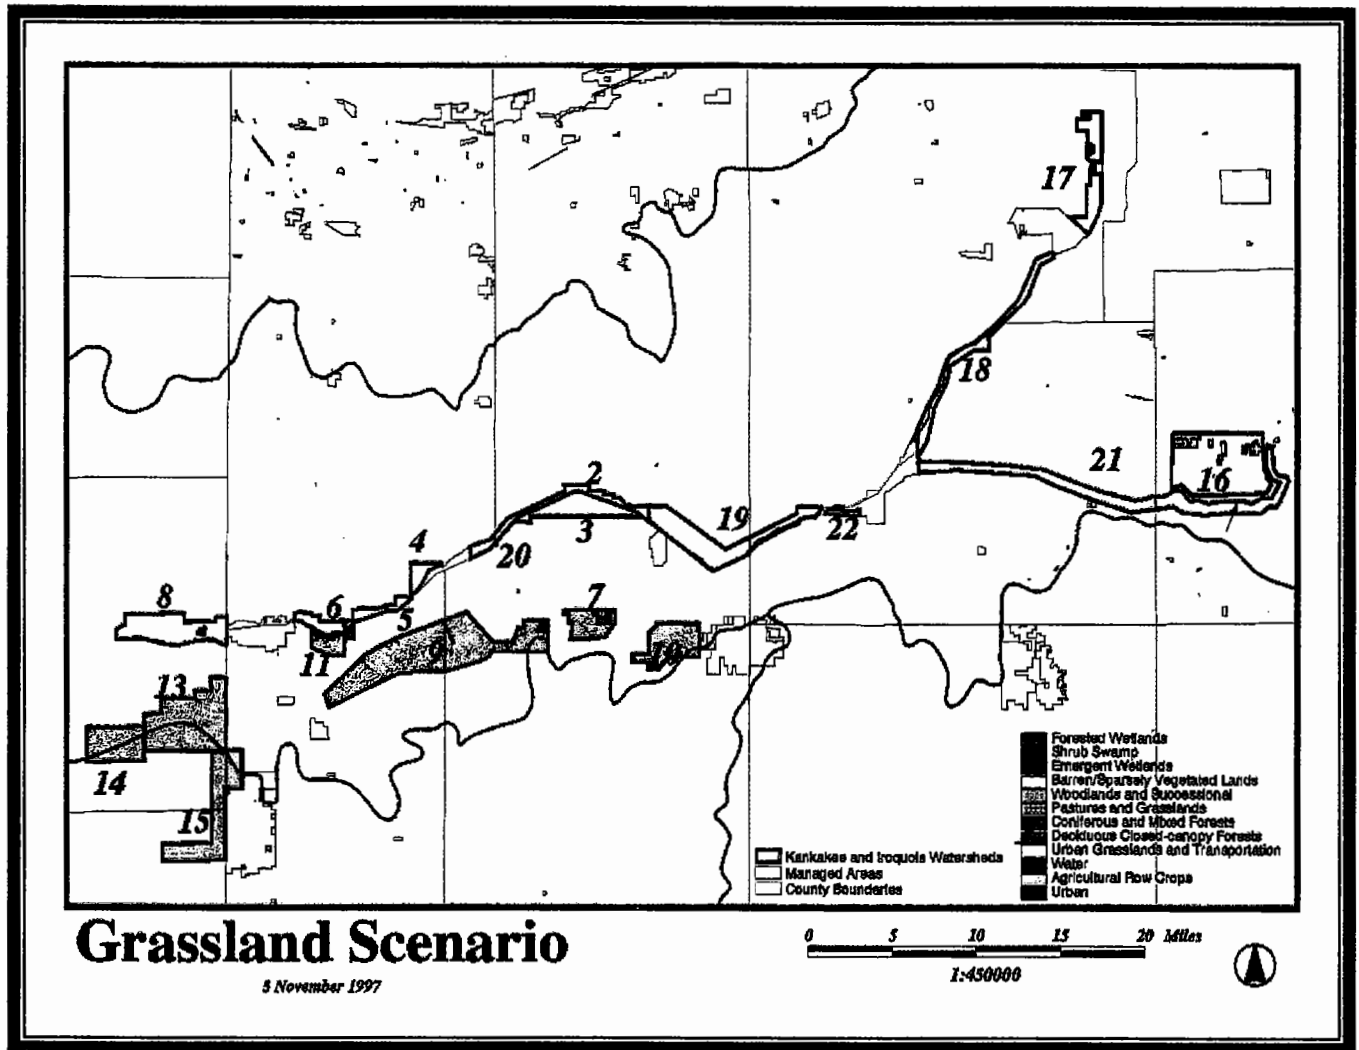 17
18
21
16
2
19
3
22
4
20
8
6
5
7
11
9
10
13
14
15
Forested Wetlands
Shrub Swamp
Emergent Wetlands
Barren/Sparsely Vegetated Lands
Woodlands and Successional
Pastures and Grasslands
Coniferous and Mixed Forests
Deciduous Closed-canopy Forests
Urban Grasslands and Transportation
Water
Agricultural Row Crops
Urban
Kankakee and Iroquois Watersheds
Managed Areas
County Boundaries
Grassland Scenario
5 November 1997
0 5 10 15 20 Miles
1:450000